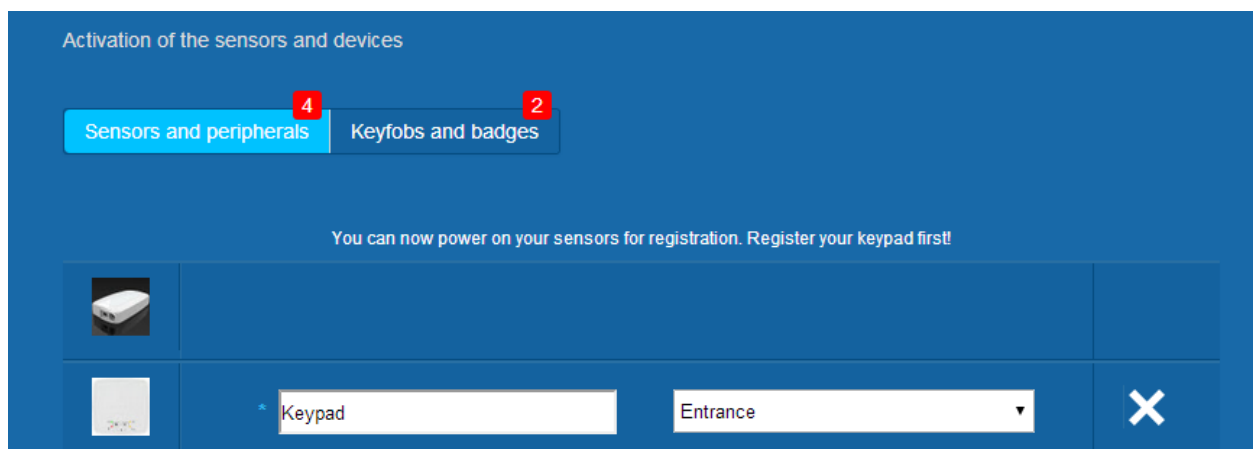 Activation of the sensors and devices
4
2
Sensors and peripherals
Keyfobs and badges
You can now power on your sensors for registration. Register your keypad first!
* Keypad
Entrance